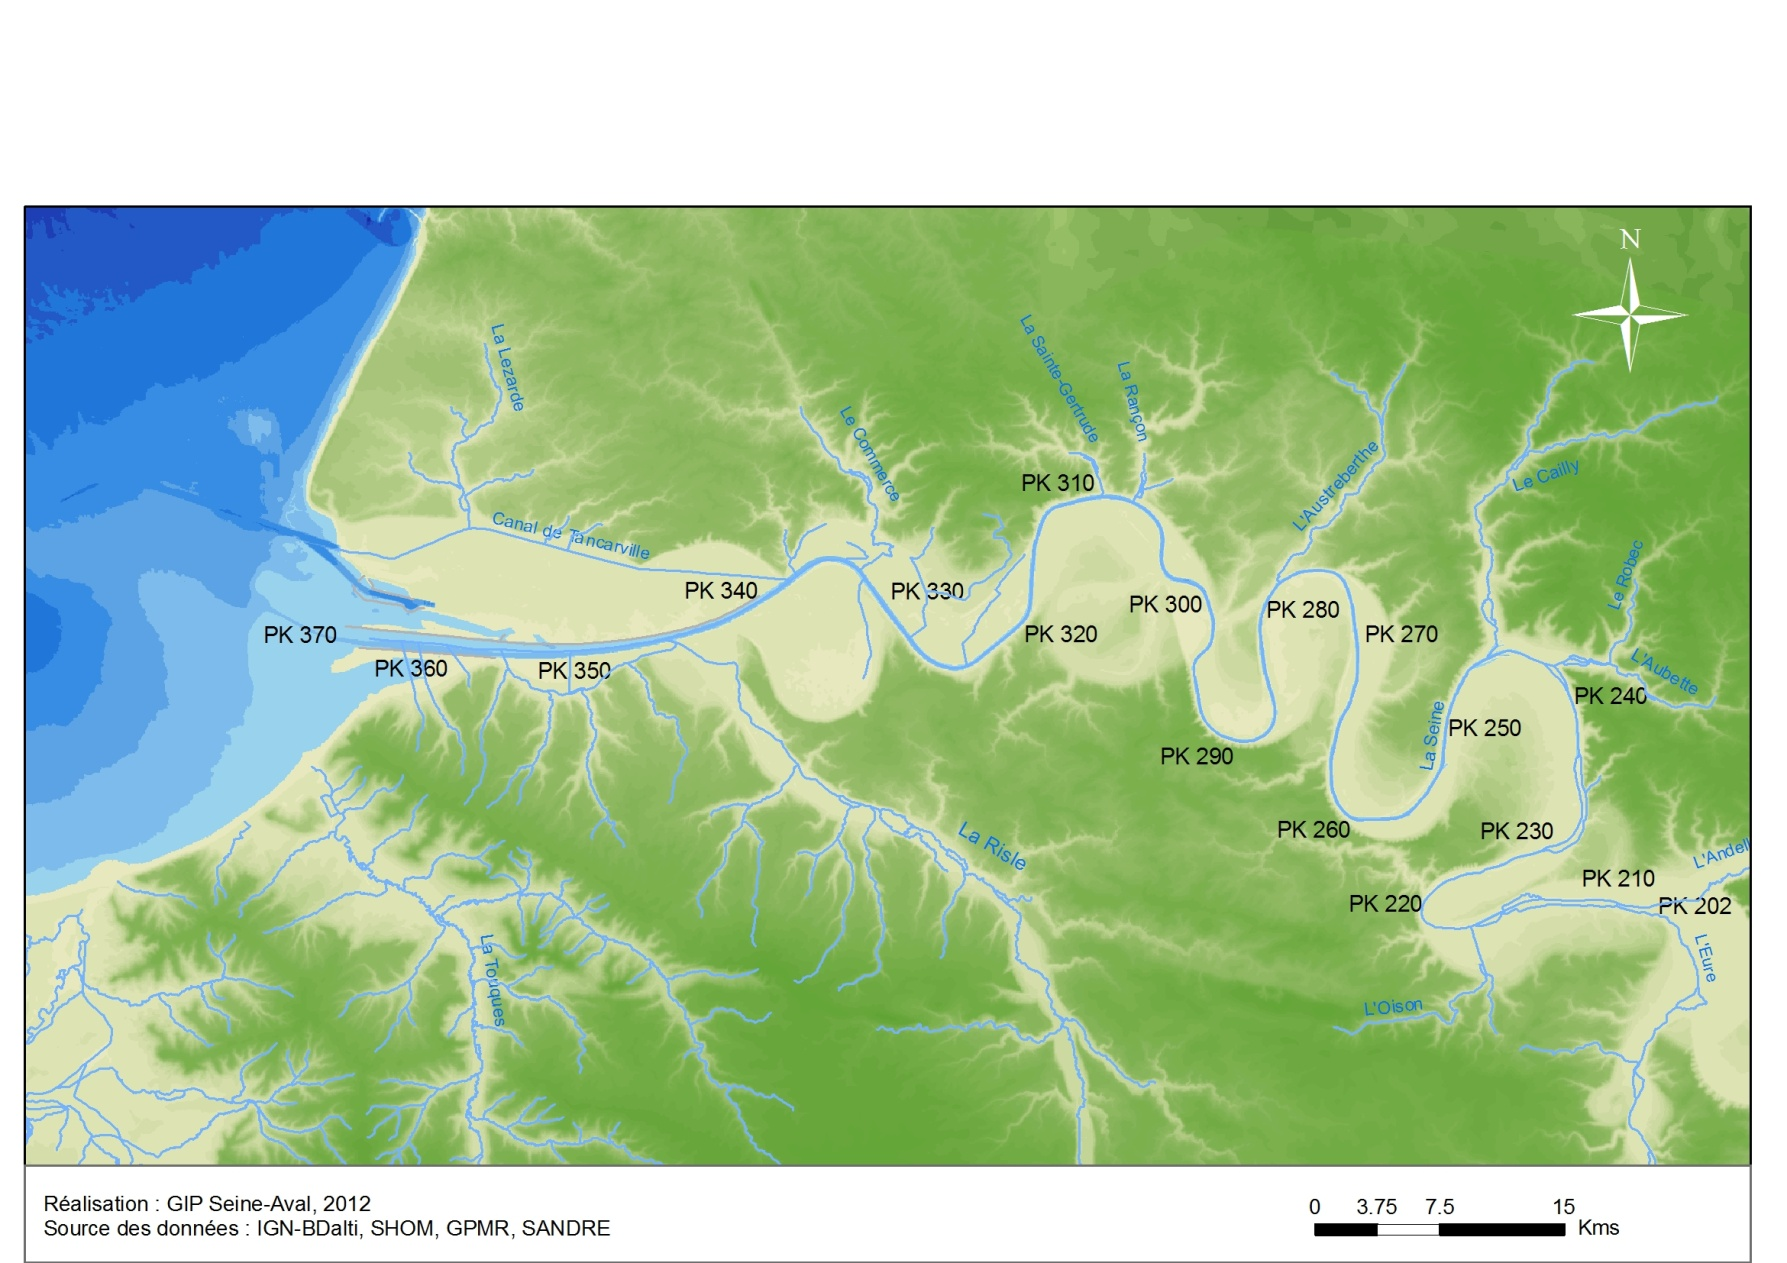 N
La Lezarde
La Sainte-Gertrude
La Rançon
Le Commerce
L'Austreberthe
Le Cailly
PK 310
Canal de Tancarville
Le Robec
PK 340
PK 330
PK 300
PK 280
PK 370
PK 320
PK 270
PK 360
PK 350
L'Aubette
PK 240
La Seine
PK 250
PK 290
PK 260
PK 230
La Risle
L'Andell
PK 210
PK 220
PK 202
La Touques
L'Eure
L'Oison
Réalisation : GIP Seine-Aval, 2012
Source des données : IGN-BDalti, SHOM, GPMR, SANDRE
0 3.75 7.5 15
Kms